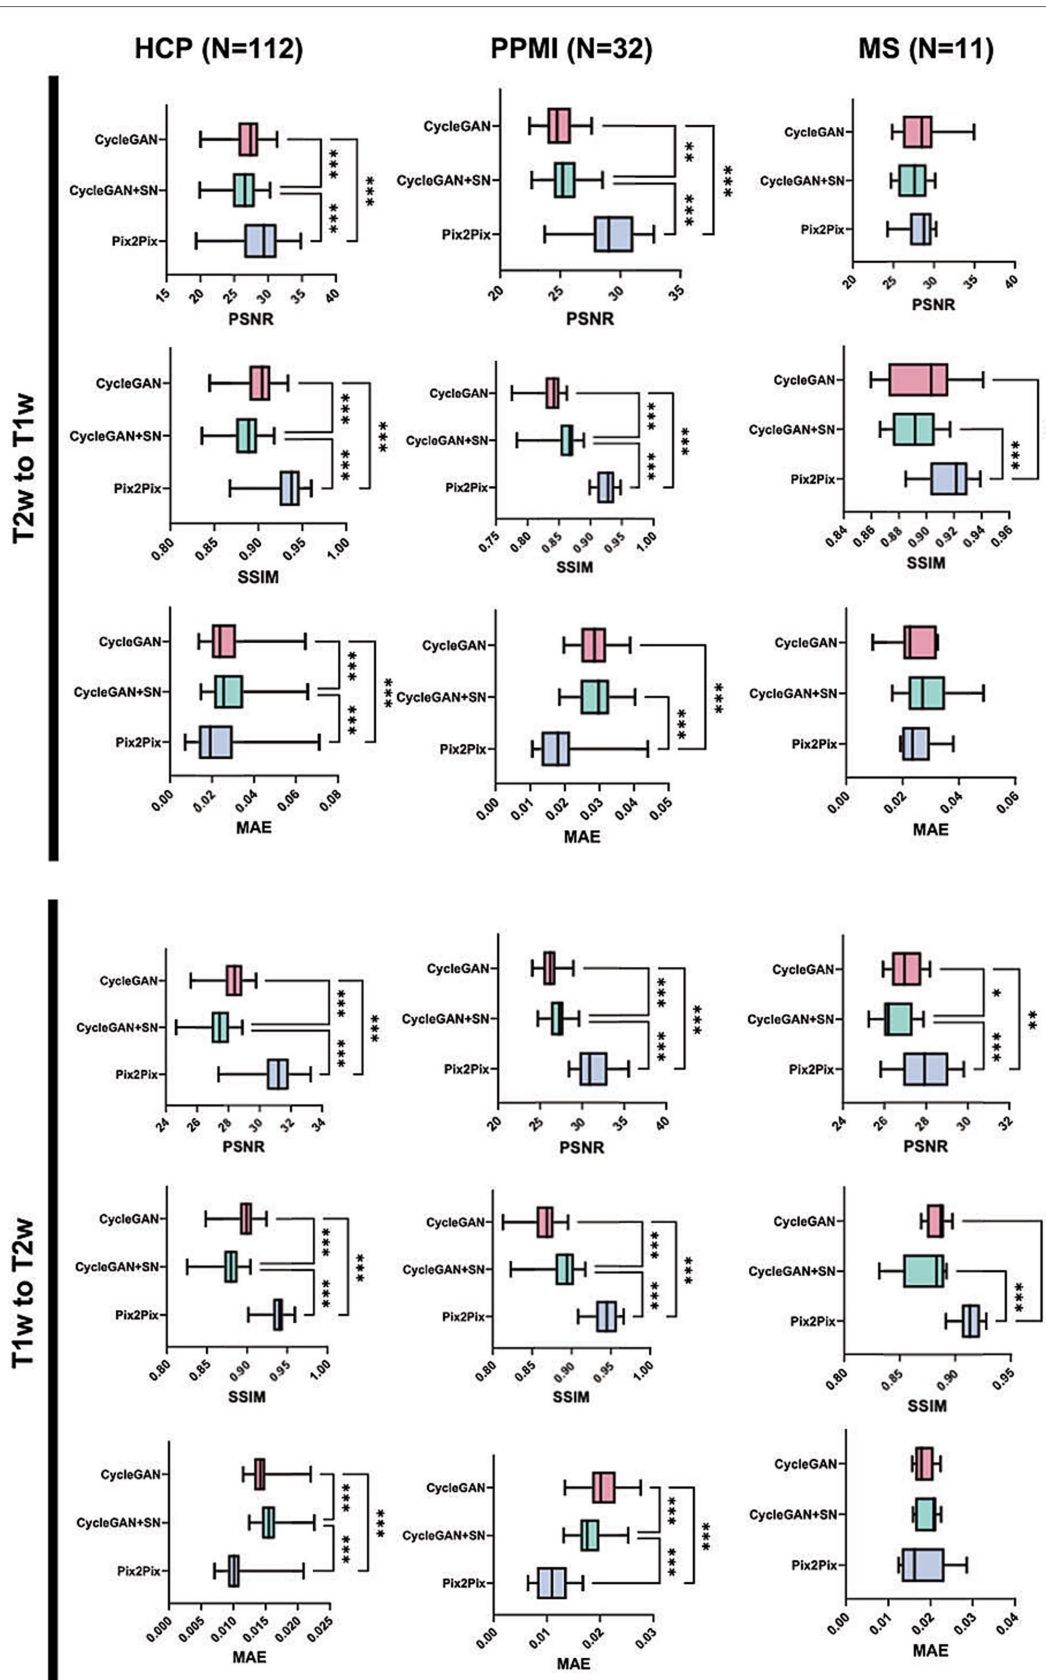 HCP (N=112) PPMI (N=32) MS (N=11)
T2w to T1w
CycleGAN
CycleGAN+SN
Pix2Pix
***
***
***
15 20 25 30 35 40
PSNR
CycleGAN
CycleGAN+SN
Pix2Pix
**
***
***
20 25 30 35
PSNR
CycleGAN
CycleGAN+SN
Pix2Pix
20 25 30 35 40
PSNR
CycleGAN
CycleGAN+SN
Pix2Pix
***
***
***
0.80 0.85 0.90 0.95 1.00
SSIM
CycleGAN
CycleGAN+SN
Pix2Pix
***
***
***
0.75 0.80 0.85 0.90 0.95 1.00
SSIM
CycleGAN
CycleGAN+SN
Pix2Pix
***
0.84 0.86 0.88 0.90 0.92 0.94 0.96
SSIM
CycleGAN
CycleGAN+SN
Pix2Pix
***
***
***
0.00 0.02 0.04 0.06 0.08
MAE
CycleGAN
CycleGAN+SN
Pix2Pix
***
***
0.00 0.01 0.02 0.03 0.04 0.05
MAE
CycleGAN
CycleGAN+SN
Pix2Pix
0.00 0.02 0.04 0.06
MAE
T1w to T2w
CycleGAN
CycleGAN+SN
Pix2Pix
***
***
***
24 26 28 30 32 34
PSNR
CycleGAN
CycleGAN+SN
Pix2Pix
***
***
***
20 25 30 35 40
PSNR
CycleGAN
CycleGAN+SN
Pix2Pix
*
***
**
24 26 28 30 32
PSNR
CycleGAN
CycleGAN+SN
Pix2Pix
***
***
***
0.80 0.85 0.90 0.95 1.00
SSIM
CycleGAN
CycleGAN+SN
Pix2Pix
***
***
***
0.80 0.85 0.90 0.95 1.00
SSIM
CycleGAN
CycleGAN+SN
Pix2Pix
***
0.80 0.85 0.90 0.95
SSIM
CycleGAN
CycleGAN+SN
Pix2Pix
***
***
***
0.000 0.005 0.010 0.015 0.020 0.025
MAE
CycleGAN
CycleGAN+SN
Pix2Pix
***
***
***
0.00 0.01 0.02 0.03
MAE
CycleGAN
CycleGAN+SN
Pix2Pix
0.00 0.01 0.02 0.03 0.04
MAE